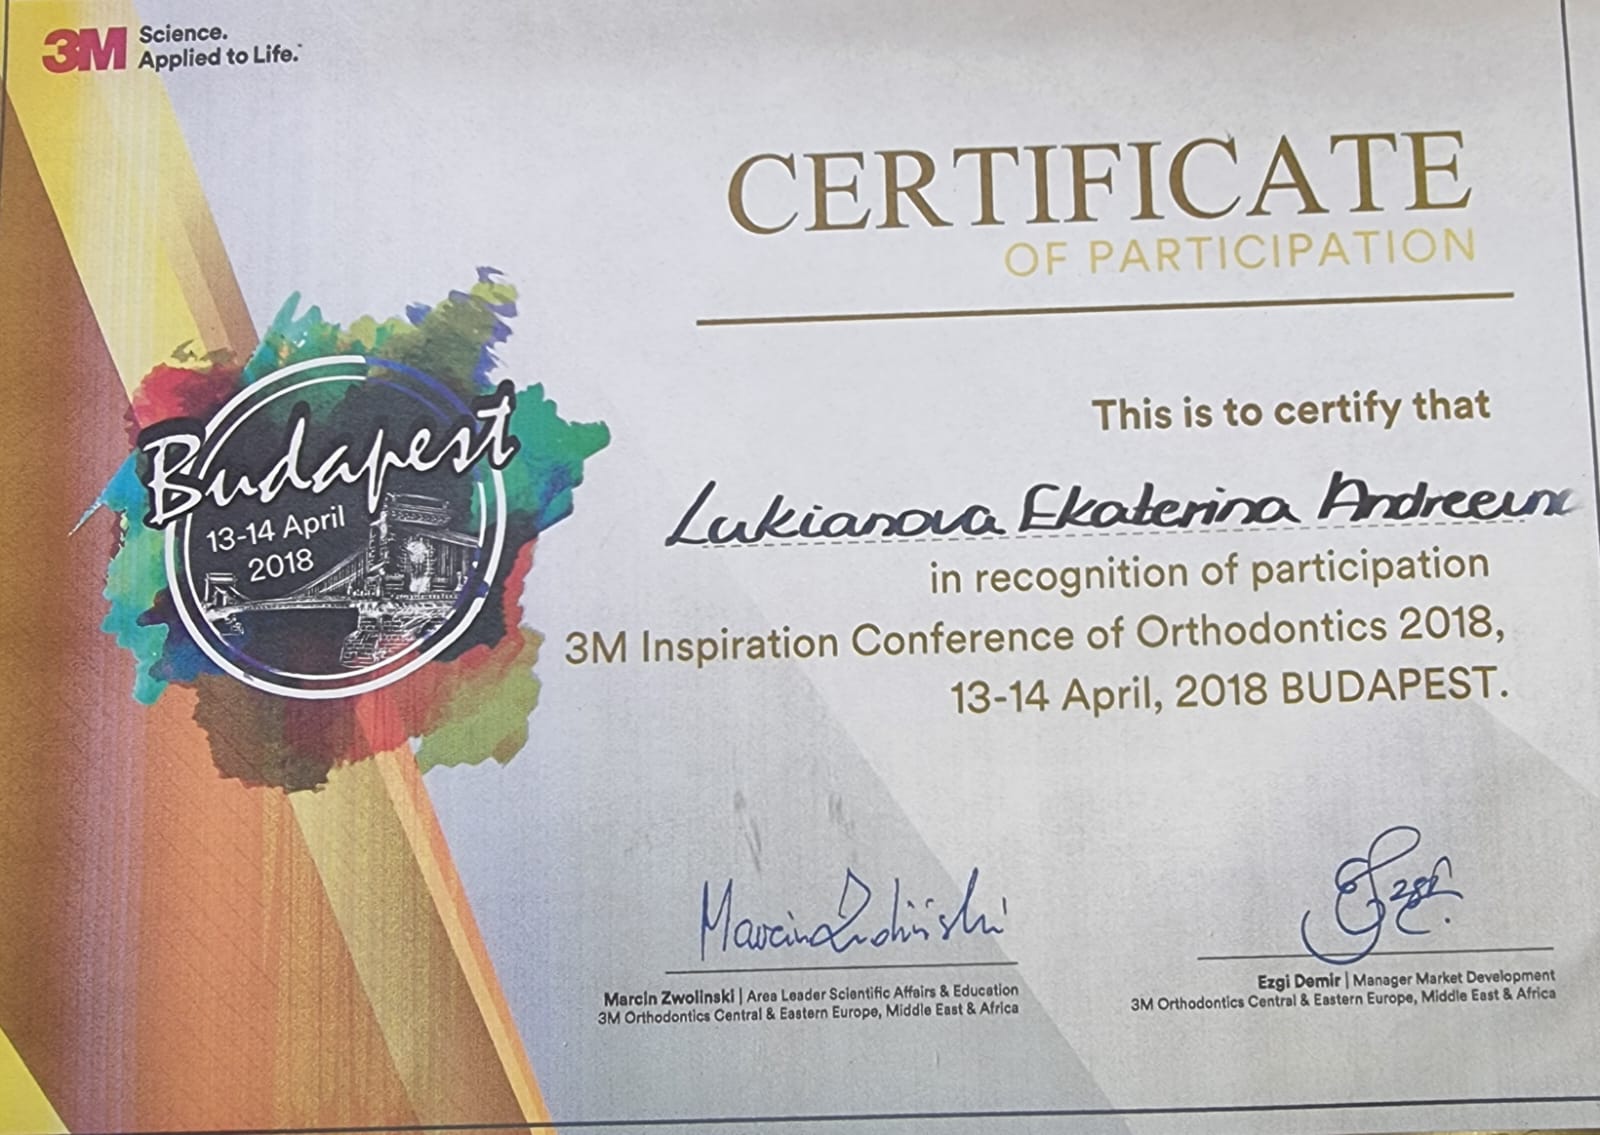 3M Science.
Applied to Life.™
CERTIFICATE
OF PARTICIPATION
Budapest
13-14 April
2018
This is to certify that
Lukianova Ekaterina Andreevna
in recognition of participation
3M Inspiration Conference of Orthodontics 2018,
13-14 April, 2018 BUDAPEST.
Marcin Zwolinski | Area Leader Scientific Affairs & Education
3M Orthodontics Central & Eastern Europe, Middle East & Africa
Ezgi Demir | Manager Market Development
3M Orthodontics Central & Eastern Europe, Middle East & Africa